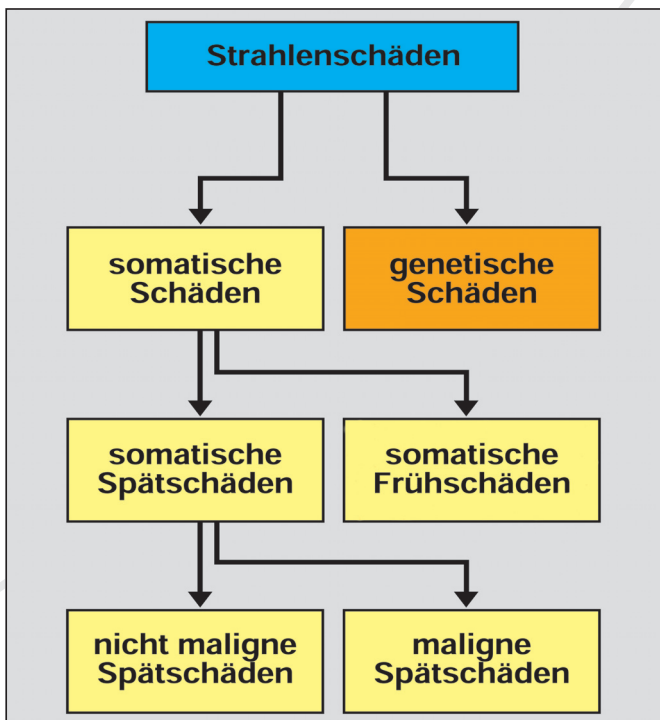 Strahlenschäden
somatische
Schäden
genetische
Schäden
somatische
Spätschäden
somatische
Frühschäden
nicht maligne
Spätschäden
maligne
Spätschäden